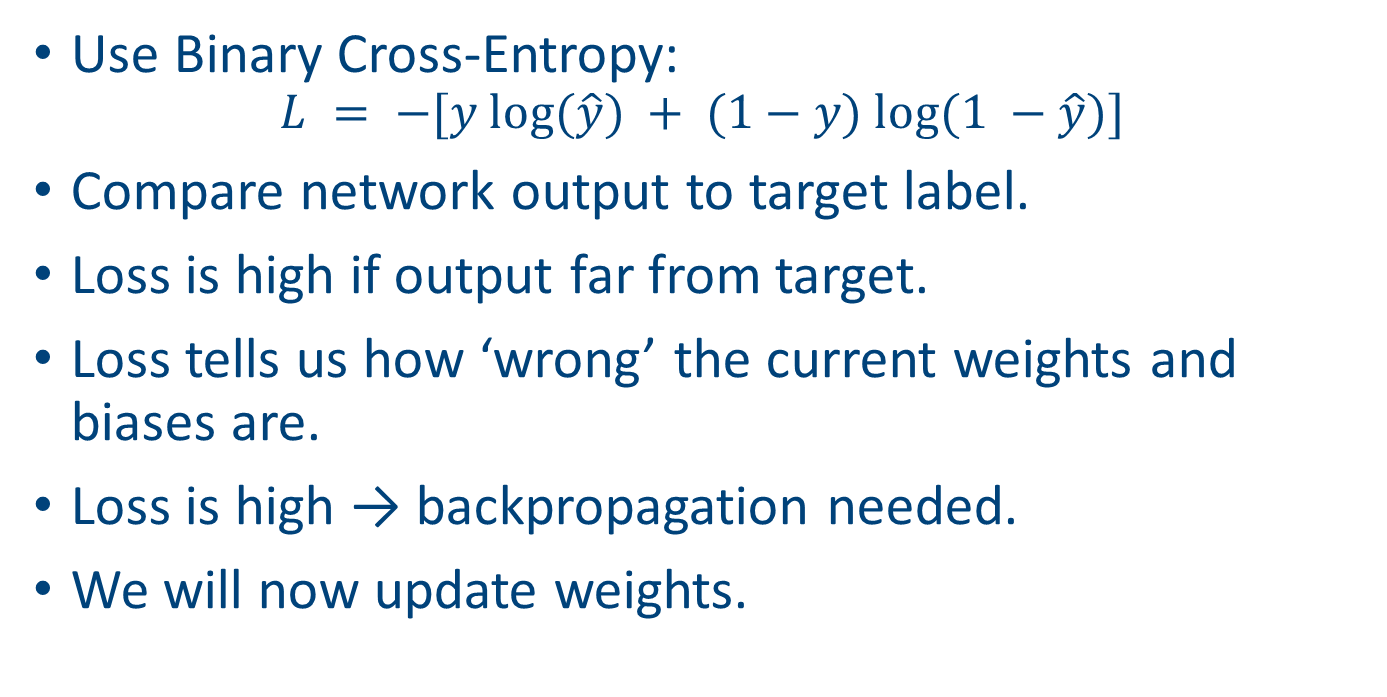 • Use Binary Cross-Entropy:
L = −[y log(ŷ) + (1 − y) log(1 − ŷ)]
• Compare network output to target label.
• Loss is high if output far from target.
• Loss tells us how ‘wrong’ the current weights and
biases are.
• Loss is high → backpropagation needed.
• We will now update weights.